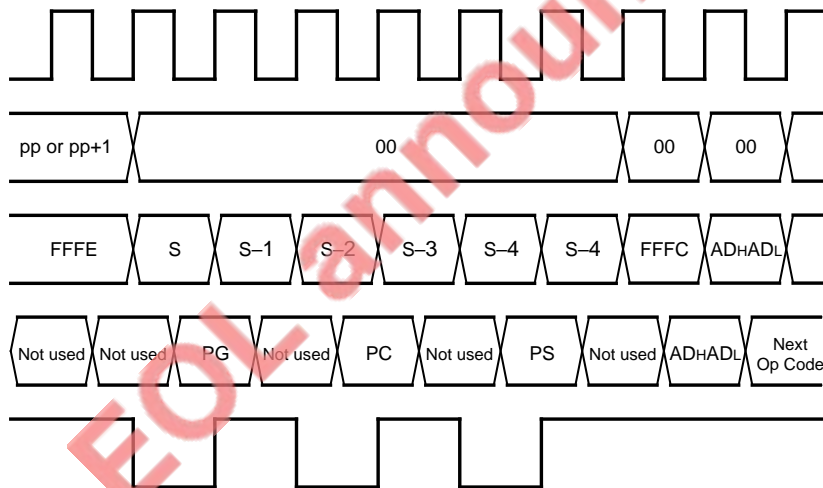 pp or pp+1 00 00 00
FFFE S S–1 S–2 S–3 S–4 S–4 FFFC ADHADL
Not used Not used PG Not used PC Not used PS Not used ADHADL Next Op Code
EOL announ